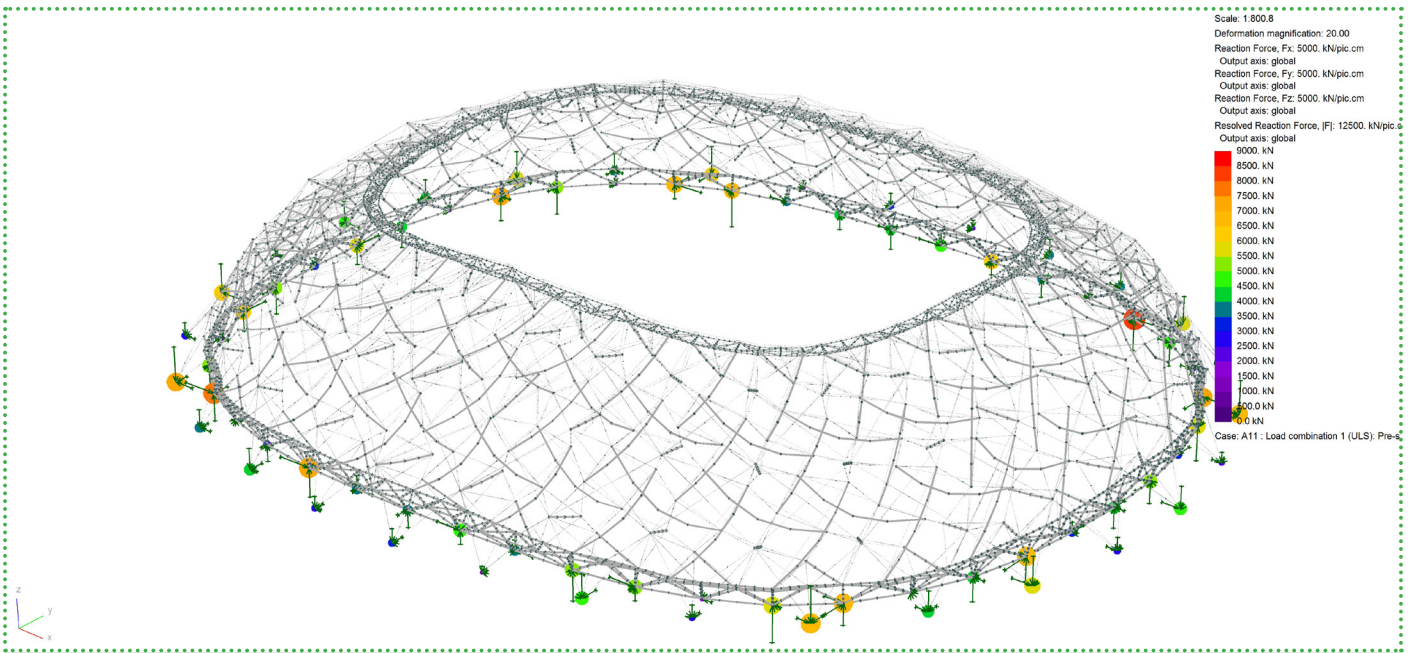 Scale: 1:800.8
Deformation magnification: 20.00
Reaction Force, Fx: 5000. kN/pic.cm
Output axis: global
Reaction Force, Fy: 5000. kN/pic.cm
Output axis: global
Reaction Force, Fz: 5000. kN/pic.cm
Output axis: global
Resolved Reaction Force, |F|: 12500. kN/pic.c
Output axis: global
9000. kN
8500. kN
8000. kN
7500. kN
7000. kN
6500. kN
6000. kN
5500. kN
5000. kN
4500. kN
4000. kN
3500. kN
3000. kN
2500. kN
2000. kN
1500. kN
1000. kN
500.0 kN
0.0 kN
Case: A11 : Load combination 1 (ULS): Pre-s
z
y
x